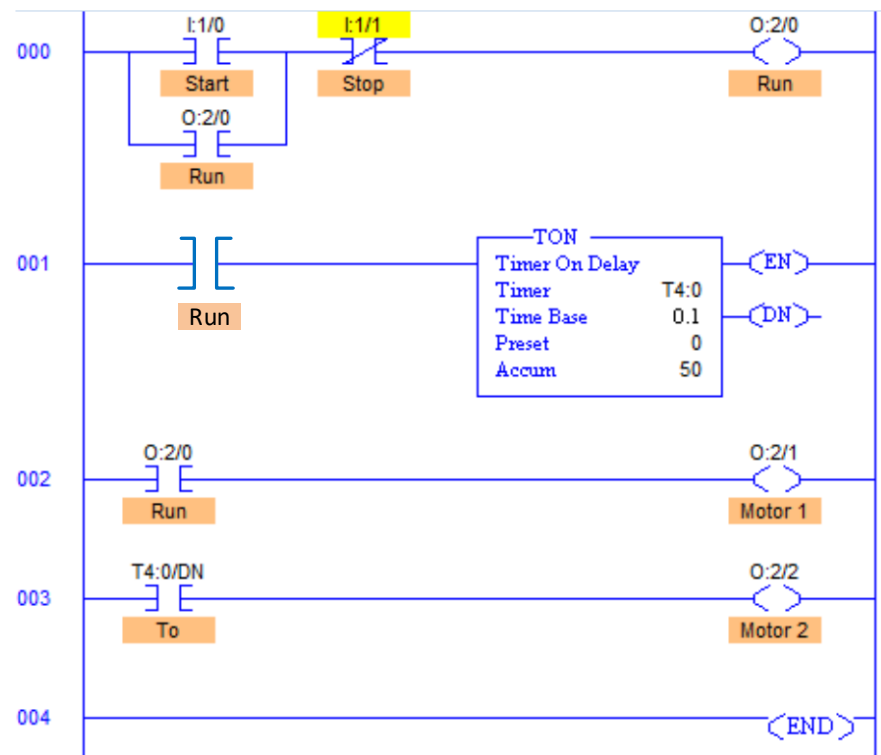 I:1/0 I:1/1 O:2/0
000
Start Stop Run
O:2/0
Run
TON
001 Timer On Delay EN
Timer T4:0
Run Time Base 0.1 DN
Preset 0
Accum 50
O:2/0 O:2/1
002
Run Motor 1
T4:0/DN O:2/2
003
To Motor 2
004 END